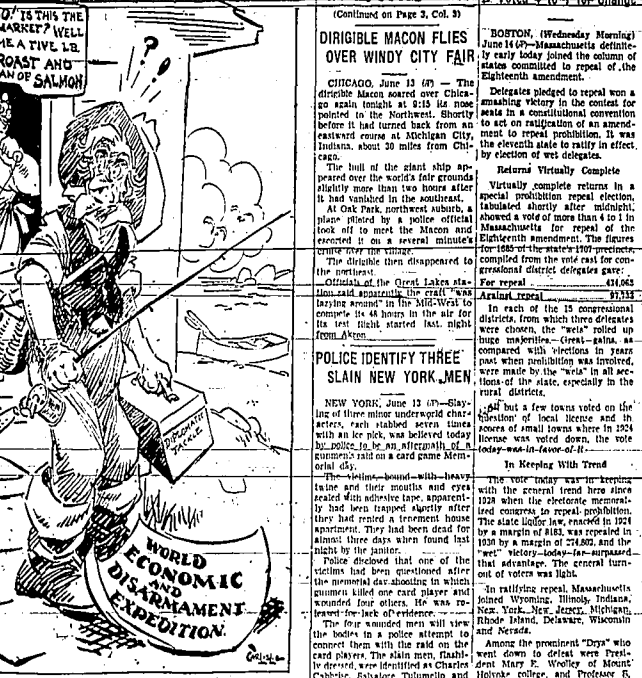 O! IS THIS THE
MARKET? WELL
ME A FIVE LB.
ROAST AND
AN OF SALMON
? !
DIPLOMATIC
TACKLE
WORLD
ECONOMIC
AND
DISARMAMENT
EXPEDITION.
(Continued on Page 3, Col. 3)
DIRIGIBLE MACON FLIES
OVER WINDY CITY FAIR
CHICAGO, June 13 (AP) — The
dirigible Macon soared over Chica-
go again tonight at 9:15 its nose
pointed to the Northwest. Shortly
before it had turned back from an
eastward course at Michigan City,
Indiana, about 30 miles from Chi-
cago.
The hull of the giant ship ap-
peared over the world's fair grounds
slightly more than two hours after
it had vanished in the southeast.
At Oak Park, northwest suburb, a
plane piloted by a police official
took off to meet the Macon and
escorted it on a several minute's
cruise over the village.
The dirigible then disappeared to
the northeast.
Officials of the Great Lakes sta-
tion said apparently the craft "was
lazying around" in the Mid-West to
compete its 48 hours in the air for
its test flight started last night
from Akron.
POLICE IDENTIFY THREE
SLAIN NEW YORK MEN
NEW YORK, June 13 (AP)—Slay-
ing of three minor underworld char-
acters, each stabbed seven times
with an ice pick, was believed today
by police to be an aftermath of a
gunmen's raid on a card game Mem-
orial day.
The victims, bound with heavy
twine and their mouths and eyes
sealed with adhesive tape, apparent-
ly had been trapped shortly after
they had rented a tenement house
apartment. They had been dead for
almost three days when found last
night by the janitor.
Police disclosed that one of the
victims had been questioned after
the memorial day shooting in which
gunmen killed one card player and
wounded four others. He was re-
leased for lack of evidence.
The four wounded men will view
the bodies in a police attempt to
connect them with the raid on the
card players. The slain men, flashi-
ly dressed, were identified as Charles
Salvatore Tutumello and
voted to for change
BOSTON, (Wednesday Morning)
June 14 (AP)—Massachusetts definite-
ly early today joined the column of
states committed to repeal of the
Eighteenth amendment.
Delegates pledged to repeal won a
smashing victory in the contest for
seats in a constitutional convention
to act on ratification of an amend-
ment to repeal prohibition. It was
the eleventh state to ratify in effect
by election of wet delegates.
Returns Virtually Complete
Virtually complete returns in a
special prohibition repeal election,
tabulated shortly after midnight,
showed a vote of more than 4 to 1 in
Massachusetts for repeal of the
Eighteenth amendment. The figures
for 1685 of the state's 1707 precincts,
compiled from the vote cast for con-
gressional district delegates gave:
For repeal
Against repeal
In each of the 15 congressional
districts, from which three delegates
were chosen, the "wets" rolled up
huge majorities. Great gains, as
compared with elections in years
past when prohibition was involved,
were made by the "wets" in all sec-
tions of the state, especially in the
rural districts.
All but a few towns voted on the
question of local license and in
scores of small towns where in 1924
license was voted down, the vote
today was in favor of it
In Keeping With Trend
The vote today was in keeping
with the general trend here since
1928 when the electorate memoral-
ized congress to repeal prohibition.
The state liquor law, enacted in 1924
by a margin of 8183, was repealed in
1930 by a margin of and the
"wet" victory today far surpassed
that advantage. The general turn-
out of voters was light.
In ratifying repeal, Massachusetts
joined Wyoming, Illinois, Indiana,
New York, New Jersey, Michigan,
Rhode Island, Delaware, Wisconsin
and Nevada.
Among the prominent "Drys" who
went down to defeat were Presi-
dent Mary E. Woolley of Mount
Holyoke college, and Professor